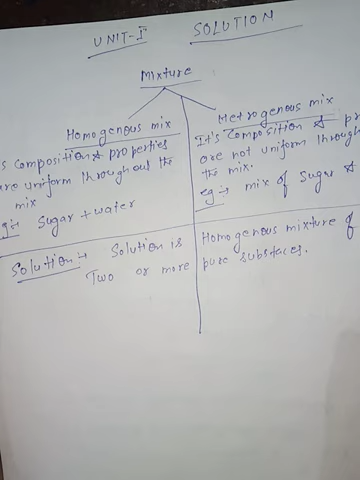 UNIT-I SOLUTION
Mixture
Homogenous mix
s composition & properties
are uniform throughout the
mix
eg:- Sugar + water
Hetrogenous mix
It's composition & pr
are not uniform through
the mix.
eg:- mix of Sugar &
Solution:- Solution is Homogenous mixture of
Two or more pure substaces.